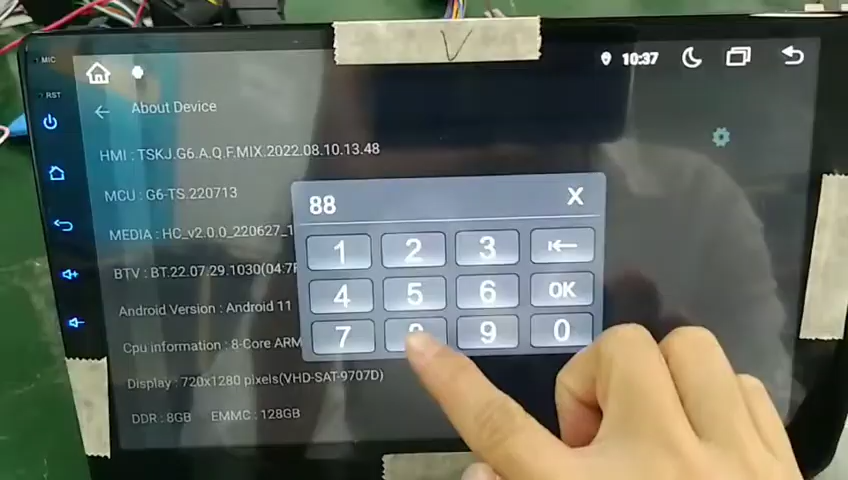 MIC
10:37
RST
About Device
HMI : TSKJ.G6.A.Q.F.MIX.2022.08.10.13.48
MCU : G6-TS.220713
88 X
MEDIA : HC_v2.0.0_220627_1
1 2 3
BTV : BT.22.07.29.1030(04:7F
4 5 6 OK
Android Version : Android 11
7 8 9 0
Cpu information : 8-Core ARM
Display : 720x1280 pixels(VHD-SAT-9707D)
DDR : 8GB EMMC : 128GB